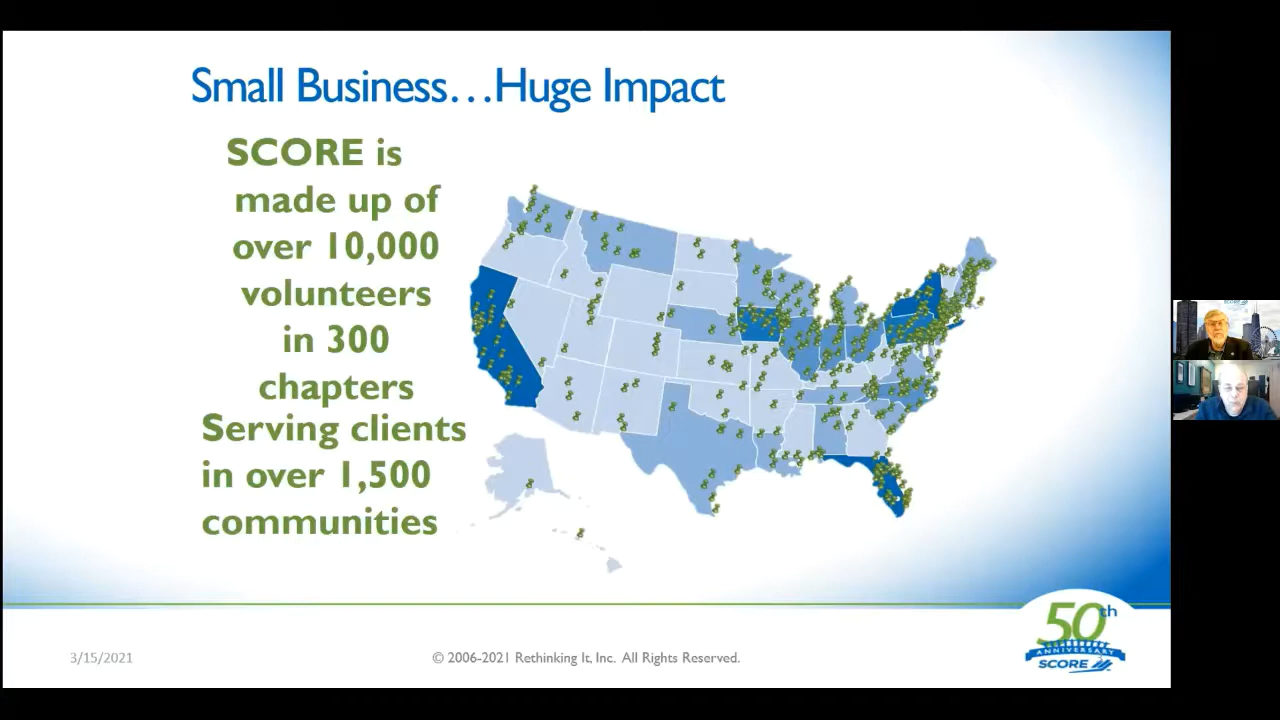 Small Business…Huge Impact
SCORE is
made up of
over 10,000
volunteers
in 300
chapters
Serving clients
in over 1,500
communities
3/15/2021
© 2006-2021 Rethinking It, Inc. All Rights Reserved.
50th
ANNIVERSARY
SCORE
SCORE